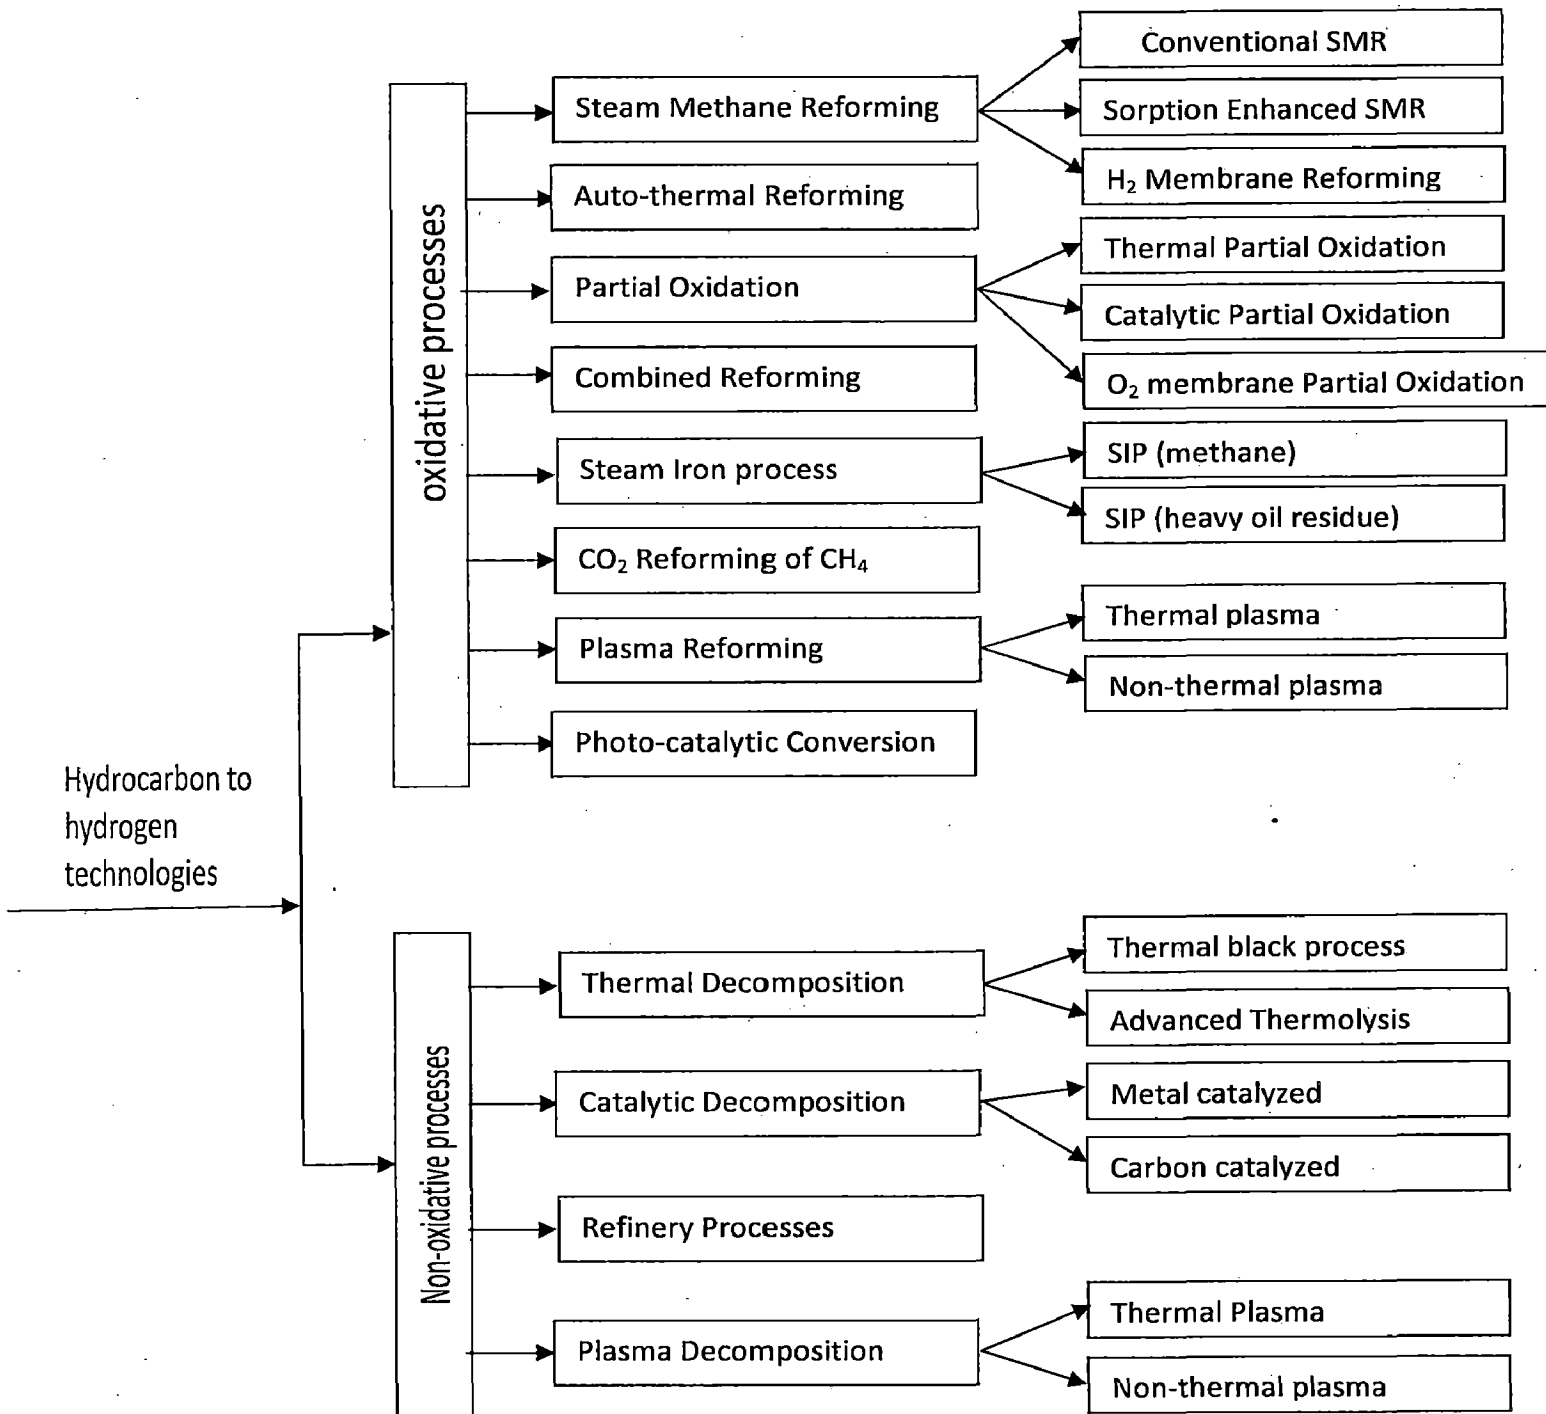 Conventional SMR
Steam Methane Reforming
Sorption Enhanced SMR
H₂ Membrane Reforming
Auto-thermal Reforming
Thermal Partial Oxidation
Partial Oxidation
Catalytic Partial Oxidation
Combined Reforming
O₂ membrane Partial Oxidation
oxidative processes
Steam Iron process
SIP (methane)
SIP (heavy oil residue)
CO₂ Reforming of CH₄
Plasma Reforming
Thermal plasma
Non-thermal plasma
Photo-catalytic Conversion
Hydrocarbon to
hydrogen
technologies
Non-oxidative processes
Thermal Decomposition
Thermal black process
Advanced Thermolysis
Catalytic Decomposition
Metal catalyzed
Carbon catalyzed
Refinery Processes
Plasma Decomposition
Thermal Plasma
Non-thermal plasma